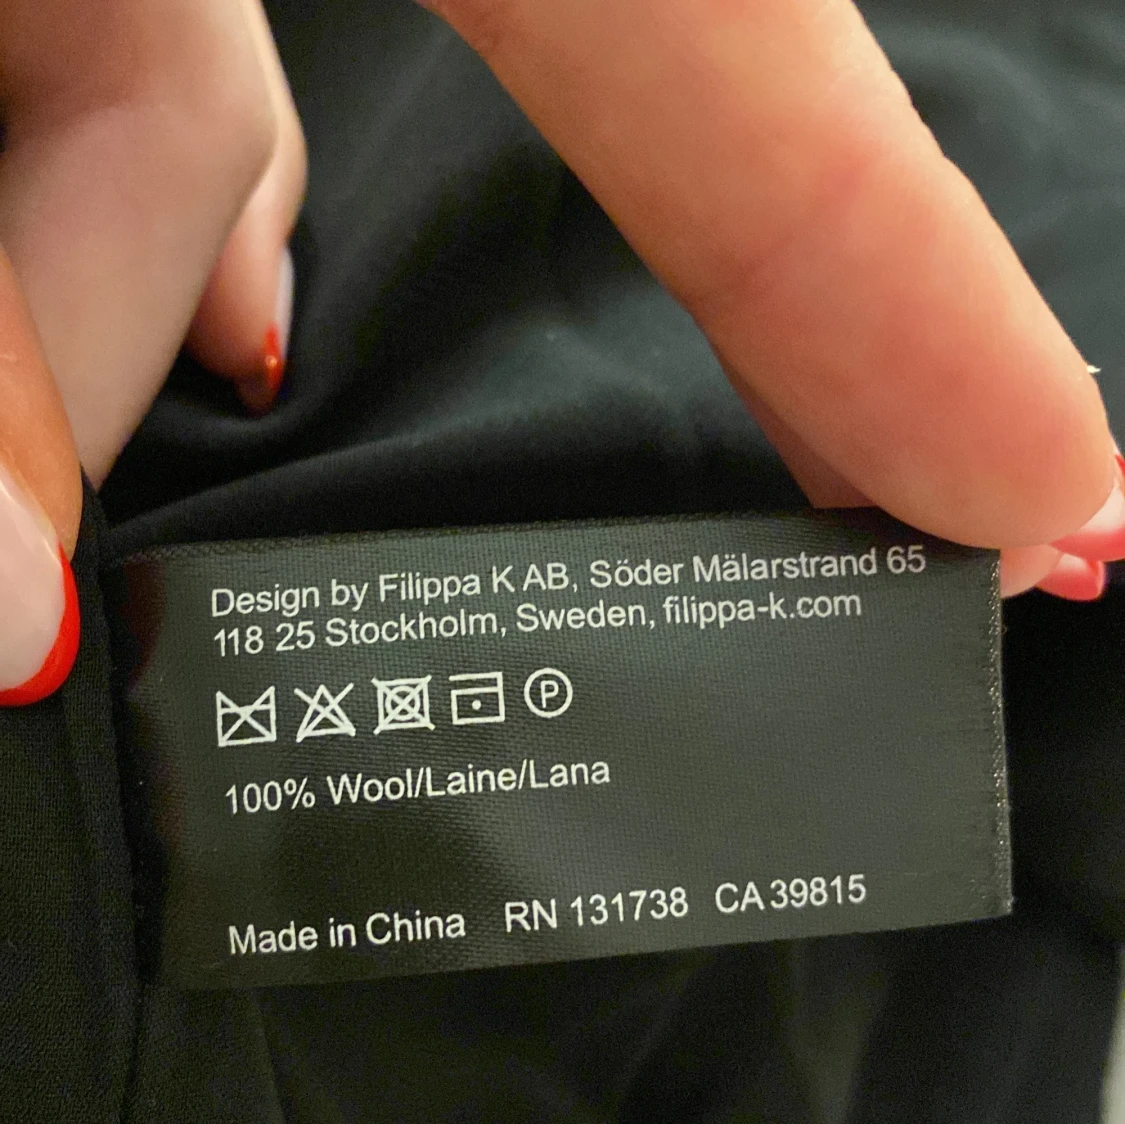 Design by Filippa K AB, Söder Mälarstrand 65
118 25 Stockholm, Sweden, filippa-k.com
P
100% Wool/Laine/Lana
Made in China RN 131738 CA 39815